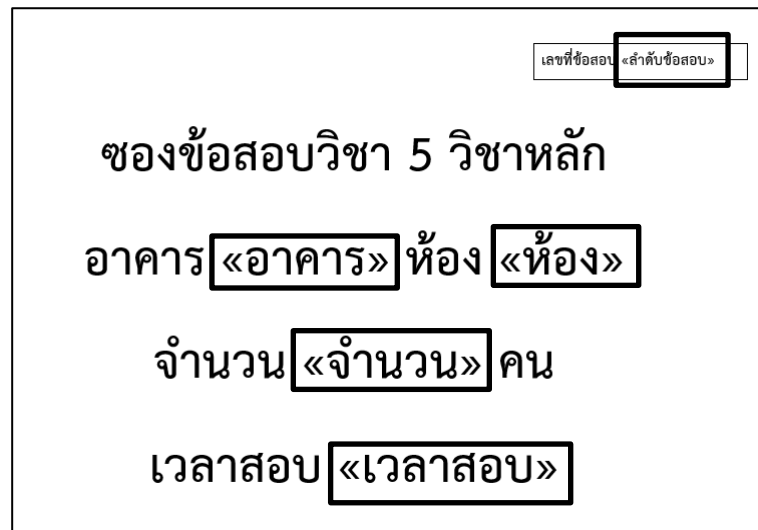 เลขที่ข้อสอบ «ลำดับข้อสอบ»
ซองข้อสอบวิชา 5 วิชาหลัก
อาคาร «อาคาร» ห้อง «ห้อง»
จำนวน «จำนวน» คน
เวลาสอบ «เวลาสอบ»